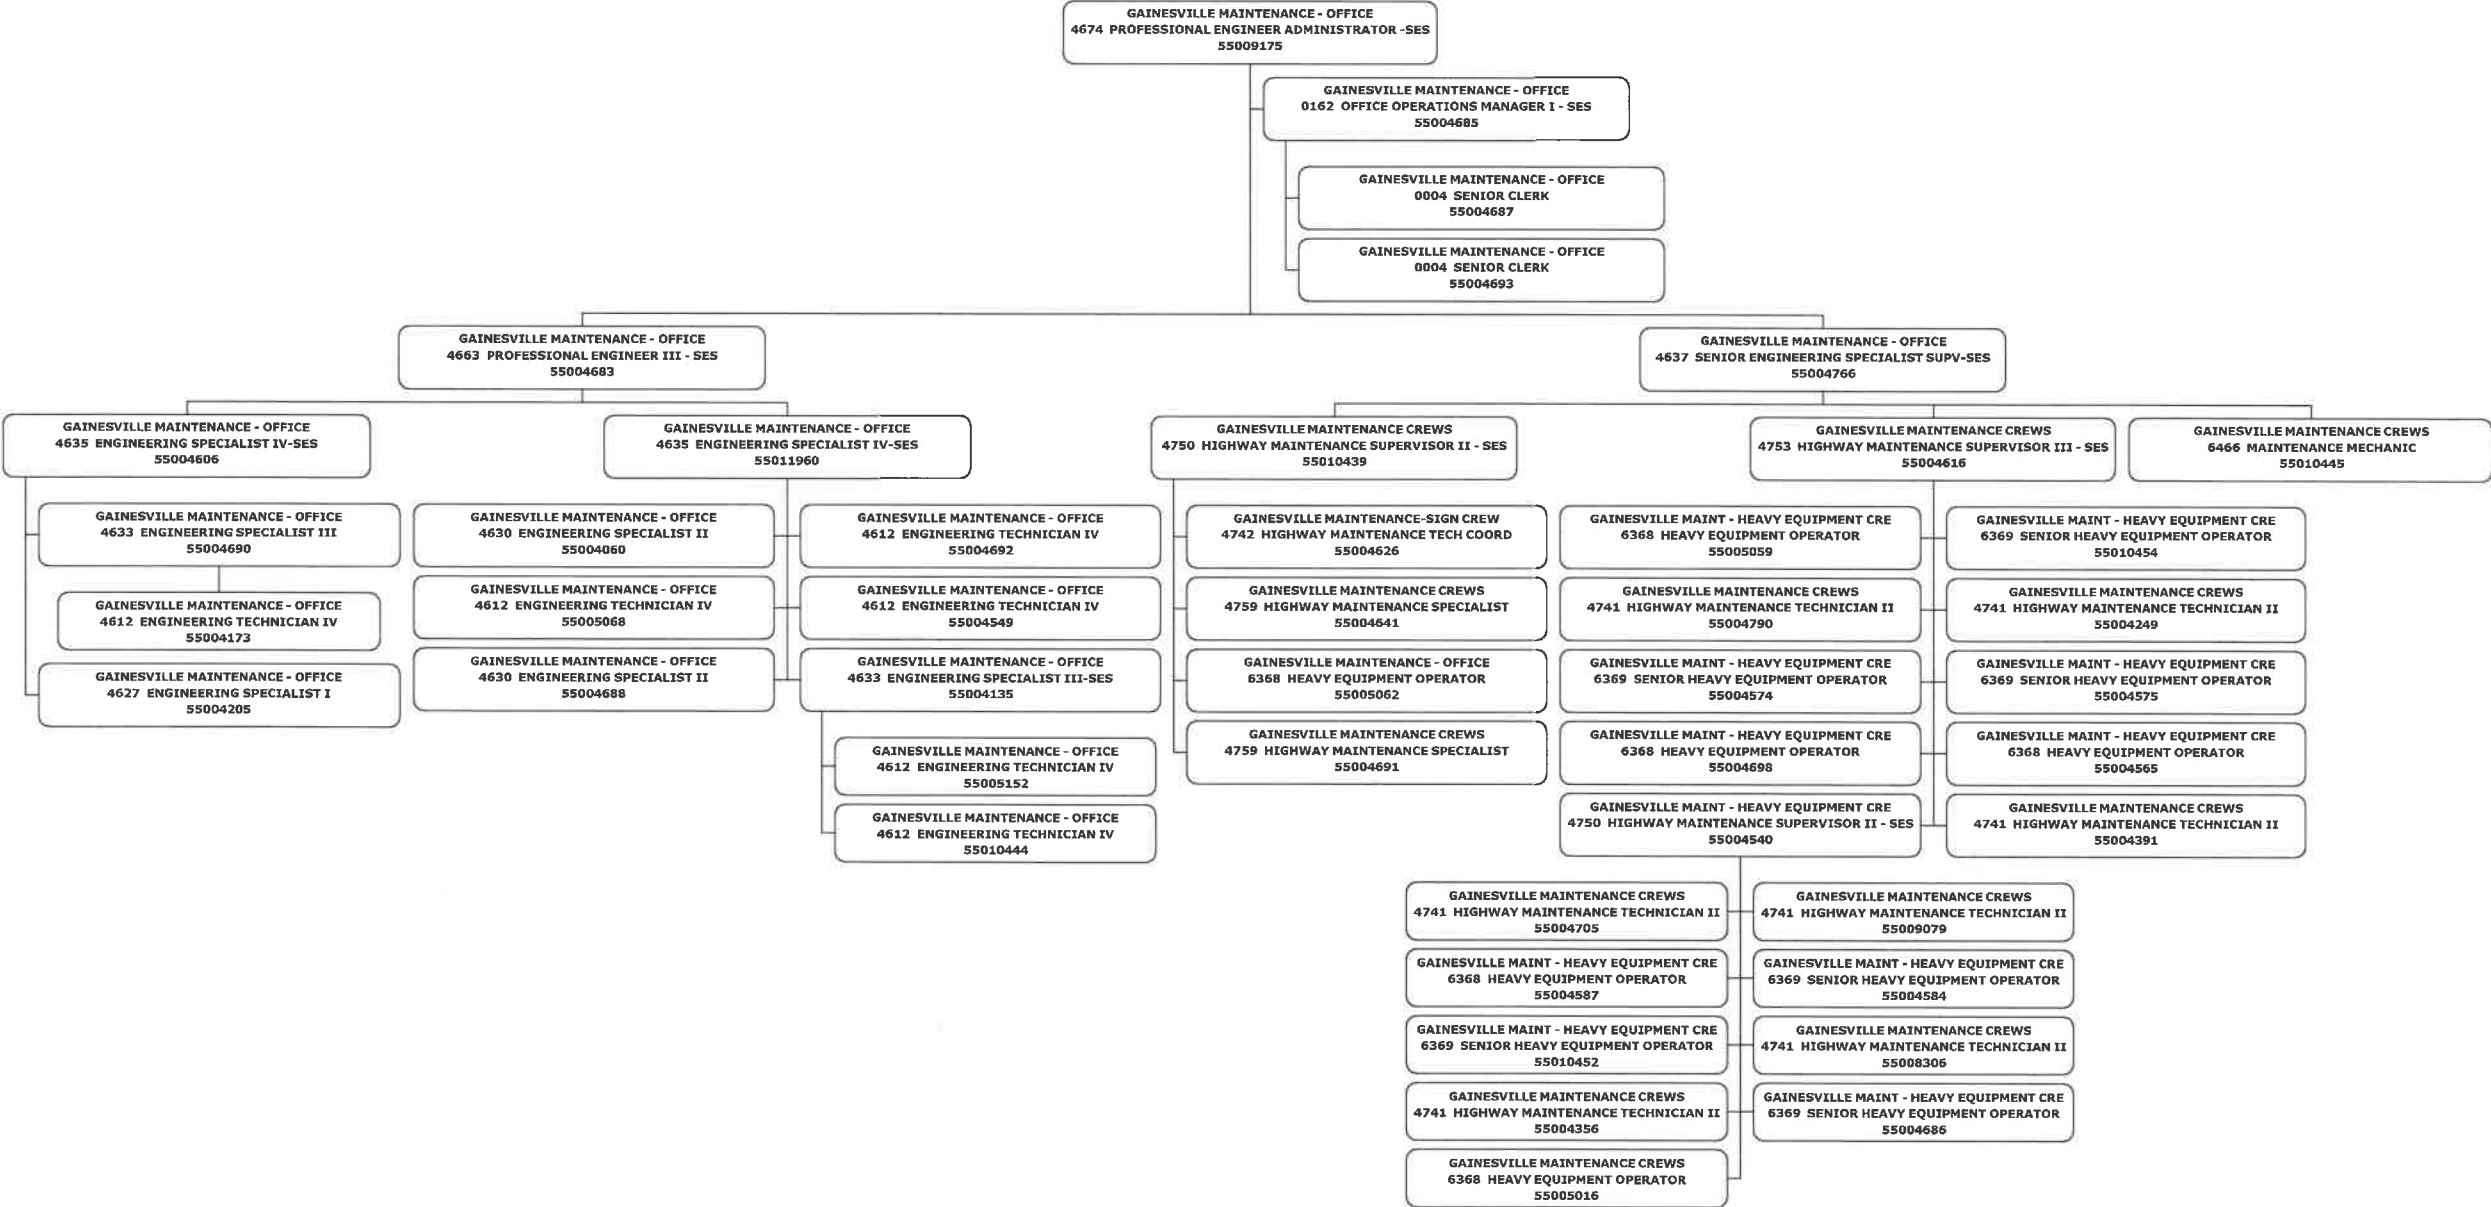 GAINESVILLE MAINTENANCE - OFFICE
4674 PROFESSIONAL ENGINEER ADMINISTRATOR -SES
55009175
GAINESVILLE MAINTENANCE - OFFICE
0162 OFFICE OPERATIONS MANAGER I - SES
55004685
GAINESVILLE MAINTENANCE - OFFICE
0004 SENIOR CLERK
55004687
GAINESVILLE MAINTENANCE - OFFICE
0004 SENIOR CLERK
55004693
GAINESVILLE MAINTENANCE - OFFICE
4663 PROFESSIONAL ENGINEER III - SES
55004683
GAINESVILLE MAINTENANCE - OFFICE
4637 SENIOR ENGINEERING SPECIALIST SUPV-SES
55004766
GAINESVILLE MAINTENANCE - OFFICE
4635 ENGINEERING SPECIALIST IV-SES
55004606
GAINESVILLE MAINTENANCE - OFFICE
4635 ENGINEERING SPECIALIST IV-SES
55011960
GAINESVILLE MAINTENANCE CREWS
4750 HIGHWAY MAINTENANCE SUPERVISOR II - SES
55010439
GAINESVILLE MAINTENANCE CREWS
4753 HIGHWAY MAINTENANCE SUPERVISOR III - SES
55004616
GAINESVILLE MAINTENANCE CREWS
6466 MAINTENANCE MECHANIC
55010445
GAINESVILLE MAINTENANCE - OFFICE
4633 ENGINEERING SPECIALIST III
55004690
GAINESVILLE MAINTENANCE - OFFICE
4612 ENGINEERING TECHNICIAN IV
55004173
GAINESVILLE MAINTENANCE - OFFICE
4627 ENGINEERING SPECIALIST I
55004205
GAINESVILLE MAINTENANCE - OFFICE
4630 ENGINEERING SPECIALIST II
55004060
GAINESVILLE MAINTENANCE - OFFICE
4612 ENGINEERING TECHNICIAN IV
55004692
GAINESVILLE MAINTENANCE - OFFICE
4612 ENGINEERING TECHNICIAN IV
55005068
GAINESVILLE MAINTENANCE - OFFICE
4612 ENGINEERING TECHNICIAN IV
55004549
GAINESVILLE MAINTENANCE - OFFICE
4630 ENGINEERING SPECIALIST II
55004688
GAINESVILLE MAINTENANCE - OFFICE
4633 ENGINEERING SPECIALIST III-SES
55004135
GAINESVILLE MAINTENANCE - OFFICE
4612 ENGINEERING TECHNICIAN IV
55005152
GAINESVILLE MAINTENANCE - OFFICE
4612 ENGINEERING TECHNICIAN IV
55010444
GAINESVILLE MAINTENANCE-SIGN CREW
4742 HIGHWAY MAINTENANCE TECH COORD
55004626
GAINESVILLE MAINTENANCE CREWS
4759 HIGHWAY MAINTENANCE SPECIALIST
55004641
GAINESVILLE MAINTENANCE - OFFICE
6368 HEAVY EQUIPMENT OPERATOR
55005062
GAINESVILLE MAINTENANCE CREWS
4759 HIGHWAY MAINTENANCE SPECIALIST
55004691
GAINESVILLE MAINT - HEAVY EQUIPMENT CRE
6368 HEAVY EQUIPMENT OPERATOR
55005059
GAINESVILLE MAINT - HEAVY EQUIPMENT CRE
6369 SENIOR HEAVY EQUIPMENT OPERATOR
55010454
GAINESVILLE MAINTENANCE CREWS
4741 HIGHWAY MAINTENANCE TECHNICIAN II
55004790
GAINESVILLE MAINTENANCE CREWS
4741 HIGHWAY MAINTENANCE TECHNICIAN II
55004249
GAINESVILLE MAINT - HEAVY EQUIPMENT CRE
6369 SENIOR HEAVY EQUIPMENT OPERATOR
55004574
GAINESVILLE MAINT - HEAVY EQUIPMENT CRE
6369 SENIOR HEAVY EQUIPMENT OPERATOR
55004575
GAINESVILLE MAINT - HEAVY EQUIPMENT CRE
6368 HEAVY EQUIPMENT OPERATOR
55004698
GAINESVILLE MAINT - HEAVY EQUIPMENT CRE
6368 HEAVY EQUIPMENT OPERATOR
55004565
GAINESVILLE MAINT - HEAVY EQUIPMENT CRE
4750 HIGHWAY MAINTENANCE SUPERVISOR II - SES
55004540
GAINESVILLE MAINTENANCE CREWS
4741 HIGHWAY MAINTENANCE TECHNICIAN II
55004391
GAINESVILLE MAINTENANCE CREWS
4741 HIGHWAY MAINTENANCE TECHNICIAN II
55004705
GAINESVILLE MAINTENANCE CREWS
4741 HIGHWAY MAINTENANCE TECHNICIAN II
55009079
GAINESVILLE MAINT - HEAVY EQUIPMENT CRE
6368 HEAVY EQUIPMENT OPERATOR
55004587
GAINESVILLE MAINT - HEAVY EQUIPMENT CRE
6369 SENIOR HEAVY EQUIPMENT OPERATOR
55004584
GAINESVILLE MAINT - HEAVY EQUIPMENT CRE
6369 SENIOR HEAVY EQUIPMENT OPERATOR
55010452
GAINESVILLE MAINTENANCE CREWS
4741 HIGHWAY MAINTENANCE TECHNICIAN II
55008306
GAINESVILLE MAINTENANCE CREWS
4741 HIGHWAY MAINTENANCE TECHNICIAN II
55004356
GAINESVILLE MAINT - HEAVY EQUIPMENT CRE
6369 SENIOR HEAVY EQUIPMENT OPERATOR
55004686
GAINESVILLE MAINTENANCE CREWS
6368 HEAVY EQUIPMENT OPERATOR
55005016